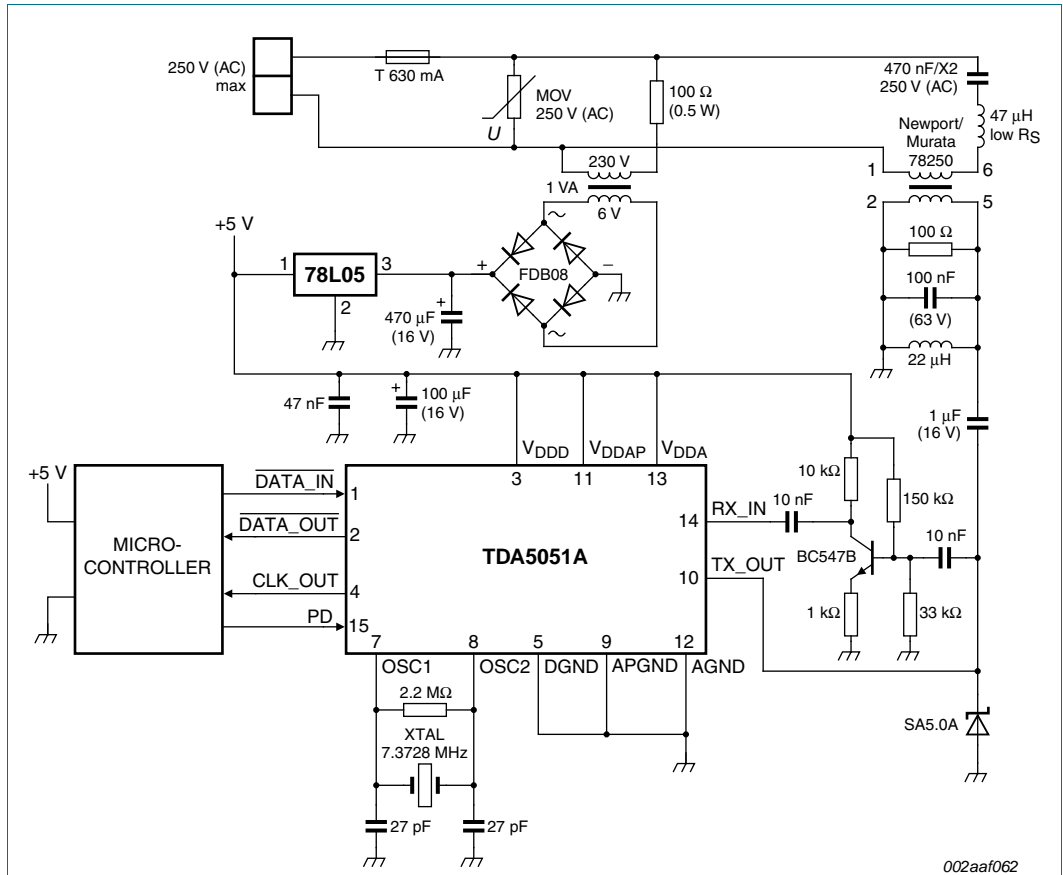 250 V (AC)
max
T 630 mA
MOV
250 V (AC)
U
100 Ω
(0.5 W)
470 nF/X2
250 V (AC)
47 μH
low RS
Newport/
Murata
78250
1
6
2
5
230 V
1 VA
6 V
+5 V
1
78L05
3
2
+
470 μF
(16 V)
+
∼
FDB08
−
∼
100 Ω
100 nF
(63 V)
22 μH
1 μF
(16 V)
47 nF
+
100 μF
(16 V)
VDDD
VDDAP
VDDA
3
11
13
+5 V
MICRO-
CONTROLLER
DATA_IN
1
DATA_OUT
2
CLK_OUT
4
PD
15
TDA5051A
14
RX_IN
10
TX_OUT
10 nF
10 kΩ
150 kΩ
10 nF
BC547B
1 kΩ
33 kΩ
7
8
5
9
12
OSC1
OSC2
DGND
APGND
AGND
2.2 MΩ
XTAL
7.3728 MHz
27 pF
27 pF
SA5.0A
002aaf062